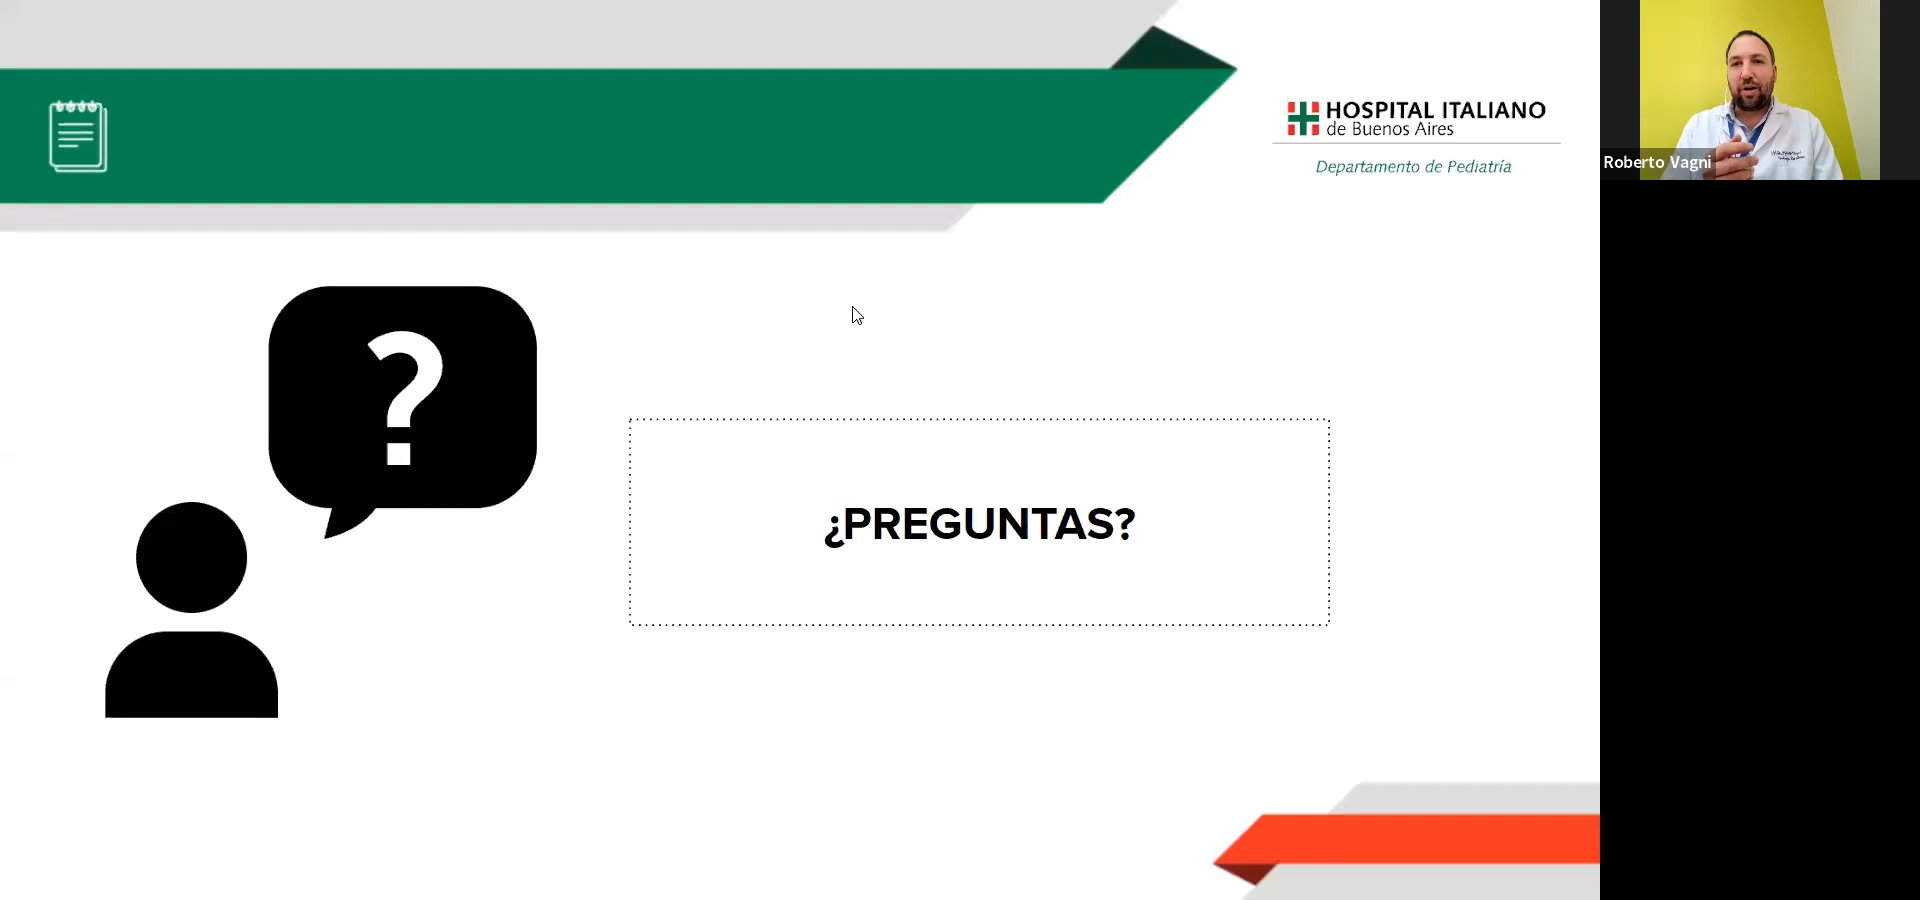 HOSPITAL ITALIANO
de Buenos Aires
Departamento de Pediatría
Roberto Vagni
?
¿PREGUNTAS?